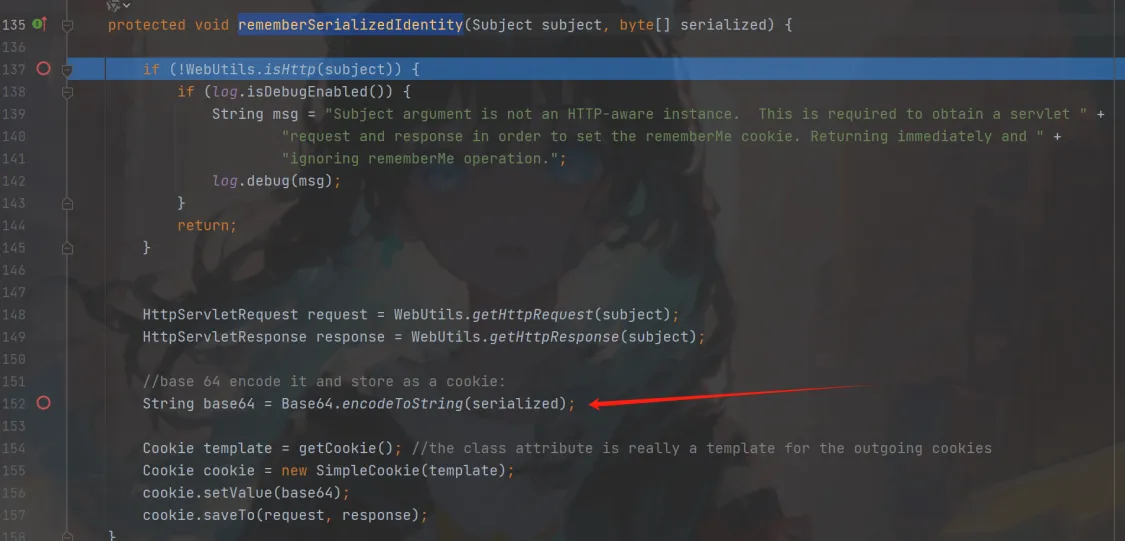 135 protected void rememberSerializedIdentity(Subject subject, byte[] serialized) {
136
137     if (!WebUtils.isHttp(subject)) {
138         if (log.isDebugEnabled()) {
139             String msg = "Subject argument is not an HTTP-aware instance.  This is required to obtain a servlet " +
140                     "request and response in order to set the rememberMe cookie. Returning immediately and " +
141                     "ignoring rememberMe operation.";
142             log.debug(msg);
143         }
144         return;
145     }
146
147
148     HttpServletRequest request = WebUtils.getHttpRequest(subject);
149     HttpServletResponse response = WebUtils.getHttpResponse(subject);
150
151     //base 64 encode it and store as a cookie:
152     String base64 = Base64.encodeToString(serialized);
153
154     Cookie template = getCookie(); //the class attribute is really a template for the outgoing cookies
155     Cookie cookie = new SimpleCookie(template);
156     cookie.setValue(base64);
157     cookie.saveTo(request, response);
158 }